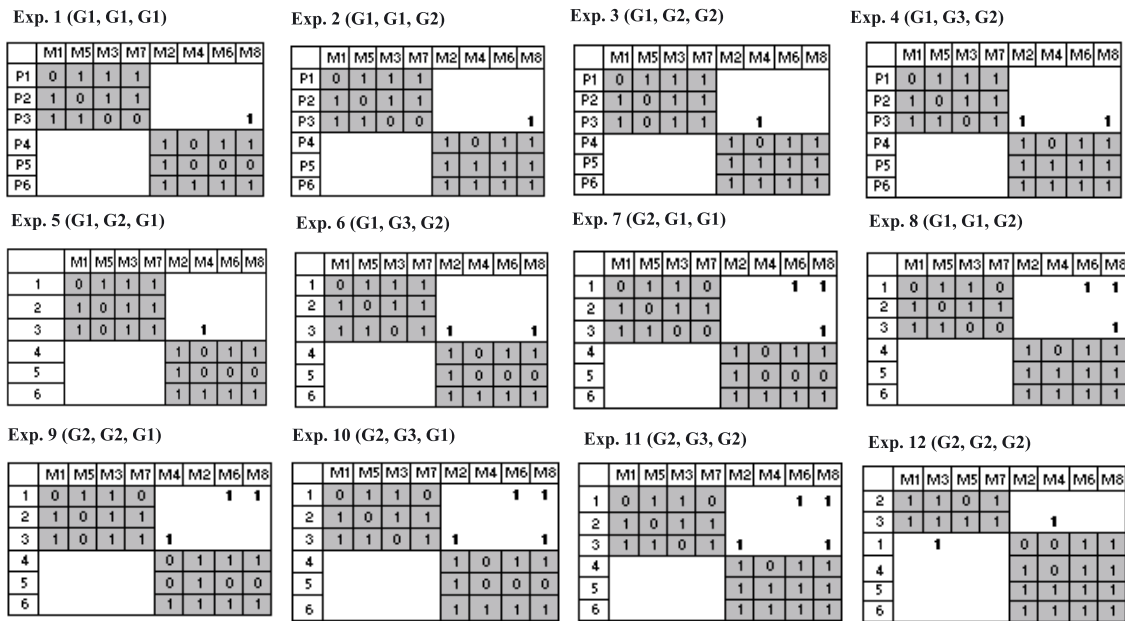 Exp. 1 (G1, G1, G1)
M1 M5 M3 M7 M2 M4 M6 M8
P1 0 1 1 1
P2 1 0 1 1
P3 1 1 0 0 1
P4 1 0 1 1
P5 1 0 0 0
P6 1 1 1 1
Exp. 2 (G1, G1, G2)
M1 M5 M3 M7 M2 M4 M6 M8
P1 0 1 1 1
P2 1 0 1 1
P3 1 1 0 0 1
P4 1 0 1 1
P5 1 1 1 1
P6 1 1 1 1
Exp. 3 (G1, G2, G2)
M1 M5 M3 M7 M2 M4 M6 M8
P1 0 1 1 1
P2 1 0 1 1
P3 1 0 1 1 1
P4 1 0 1 1
P5 1 1 1 1
P6 1 1 1 1
Exp. 4 (G1, G3, G2)
M1 M5 M3 M7 M2 M4 M6 M8
P1 0 1 1 1
P2 1 0 1 1
P3 1 1 0 1 1 1
P4 1 0 1 1
P5 1 1 1 1
P6 1 1 1 1
Exp. 5 (G1, G2, G1)
M1 M5 M3 M7 M2 M4 M6 M8
1 0 1 1 1
2 1 0 1 1
3 1 0 1 1 1
4 1 0 1 1
5 1 0 0 0
6 1 1 1 1
Exp. 6 (G1, G3, G2)
M1 M5 M3 M7 M2 M4 M6 M8
1 0 1 1 1
2 1 0 1 1
3 1 1 0 1 1 1
4 1 0 1 1
5 1 0 0 0
6 1 1 1 1
Exp. 7 (G2, G1, G1)
M1 M5 M3 M7 M2 M4 M6 M8
1 0 1 1 0 1 1
2 1 0 1 1
3 1 1 0 0 1
4 1 0 1 1
5 1 0 0 0
6 1 1 1 1
Exp. 8 (G1, G1, G2)
M1 M5 M3 M7 M2 M4 M6 M8
1 0 1 1 0 1 1
2 1 0 1 1
3 1 1 0 0 1
4 1 0 1 1
5 1 1 1 1
6 1 1 1 1
Exp. 9 (G2, G2, G1)
M1 M5 M3 M7 M4 M2 M6 M8
1 0 1 1 0 1 1
2 1 0 1 1
3 1 0 1 1 1
4 0 1 1 1
5 0 1 0 0
6 1 1 1 1
Exp. 10 (G2, G3, G1)
M1 M5 M3 M7 M2 M4 M6 M8
1 0 1 1 0 1 1
2 1 0 1 1
3 1 1 0 1 1 1
4 1 0 1 1
5 1 0 0 0
6 1 1 1 1
Exp. 11 (G2, G3, G2)
M1 M5 M3 M7 M2 M4 M6 M8
1 0 1 1 0 1 1
2 1 0 1 1
3 1 1 0 1 1 1
4 1 0 1 1
5 1 1 1 1
6 1 1 1 1
Exp. 12 (G2, G2, G2)
M1 M3 M5 M7 M2 M4 M6 M8
2 1 1 0 1
3 1 1 1 1 1
1 1 0 0 1 1
4 1 0 1 1
5 1 1 1 1
6 1 1 1 1